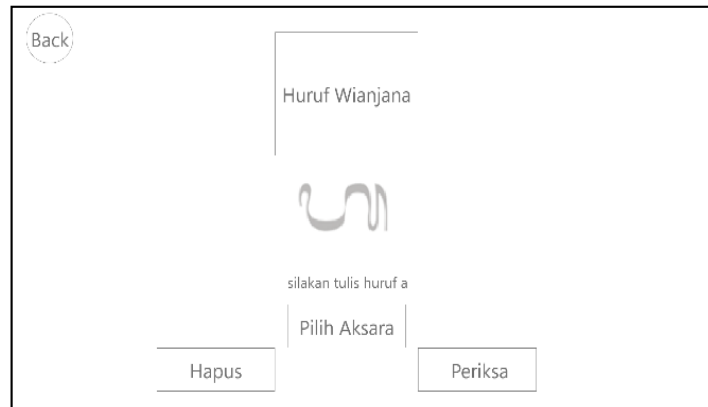 Back
Huruf Wianjana
ᬳ
silakan tulis huruf a
Pilih Aksara
Hapus
Periksa